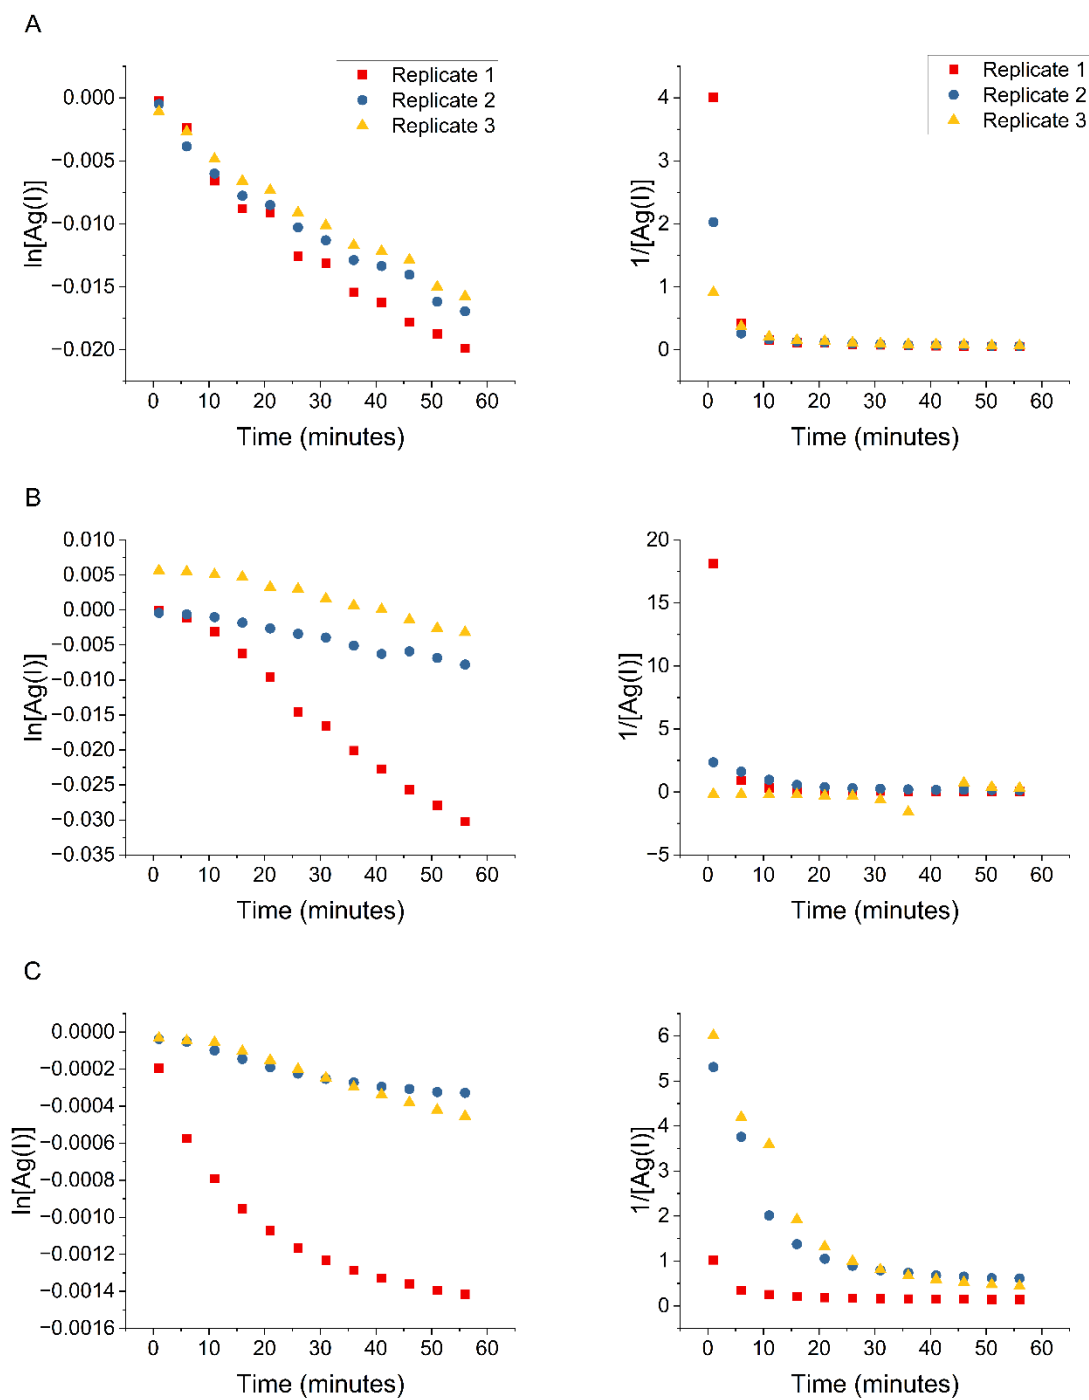 A
Replicate 1
Replicate 2
Replicate 3
0.000
−0.005
−0.010
−0.015
−0.020
ln[Ag(I)]
0 10 20 30 40 50 60
Time (minutes)
Replicate 1
Replicate 2
Replicate 3
4
3
2
1
0
1/[Ag(I)]
0 10 20 30 40 50 60
Time (minutes)
B
0.010
0.005
0.000
−0.005
−0.010
−0.015
−0.020
−0.025
−0.030
−0.035
ln[Ag(I)]
0 10 20 30 40 50 60
Time (minutes)
20
15
10
5
0
−5
1/[Ag(I)]
0 10 20 30 40 50 60
Time (minutes)
C
0.0000
−0.0002
−0.0004
−0.0006
−0.0008
−0.0010
−0.0012
−0.0014
−0.0016
ln[Ag(I)]
0 10 20 30 40 50 60
Time (minutes)
6
5
4
3
2
1
0
1/[Ag(I)]
0 10 20 30 40 50 60
Time (minutes)